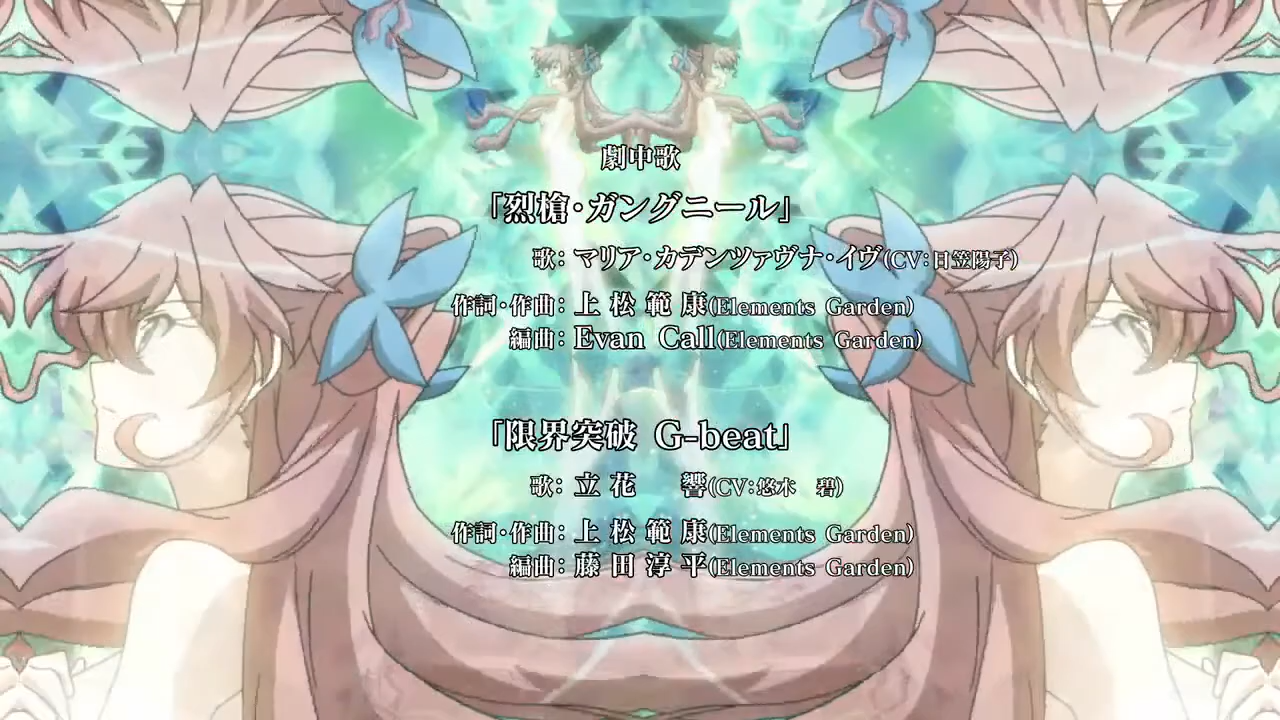 劇中歌
「烈槍・ガングニール」
歌：マリア・カデンツァヴナ・イヴ(CV：日笠陽子)
作詞・作曲：上松範康(Elements Garden)
編曲：Evan Call(Elements Garden)
「限界突破 G-beat」
歌：立花 響(CV：悠木 碧)
作詞・作曲：上松範康(Elements Garden)
編曲：藤田淳平(Elements Garden)